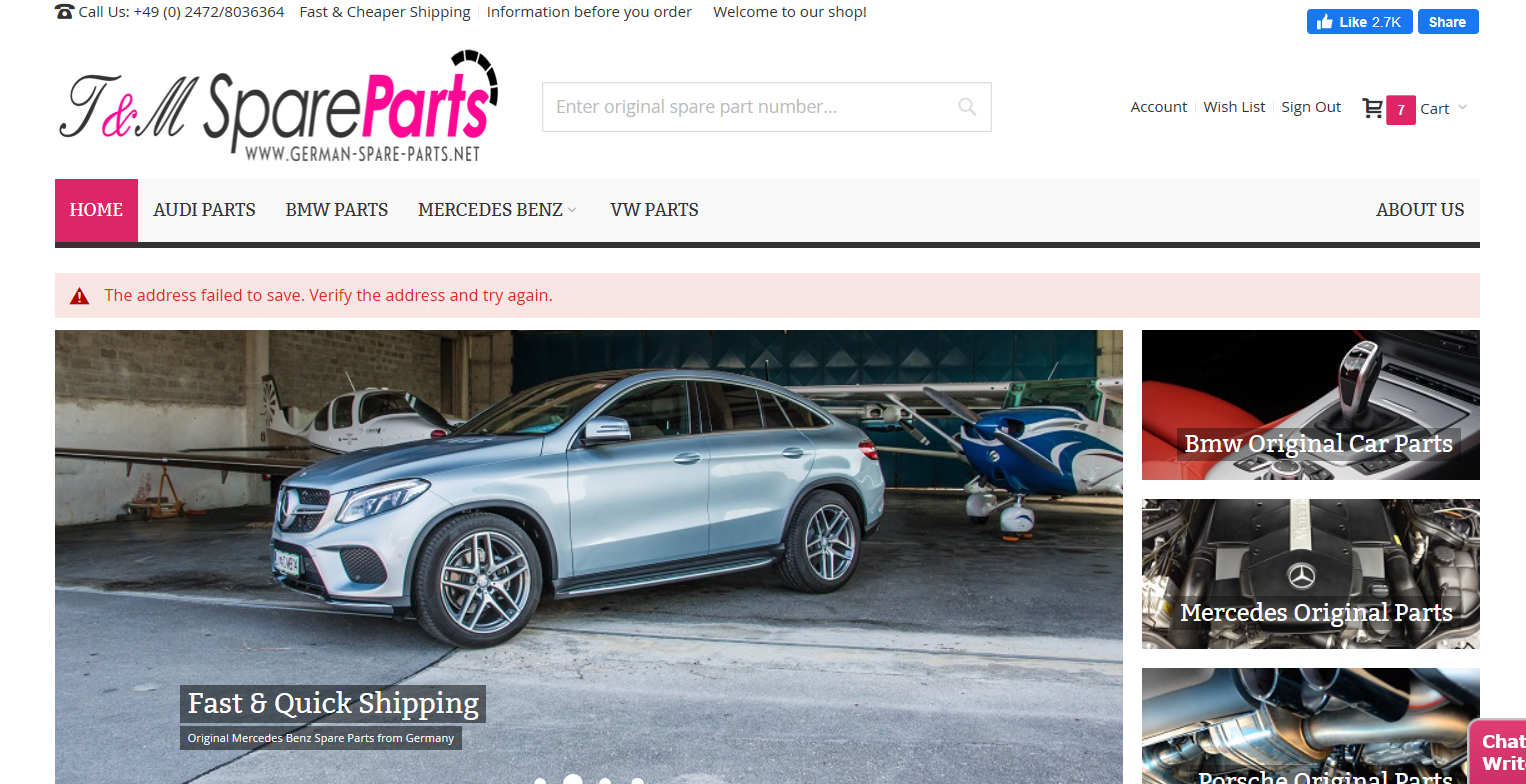 Call Us: +49 (0) 2472/8036364
Fast & Cheaper Shipping
Information before you order
Welcome to our shop!
Like 2.7K
Share
T&M SpareParts
WWW.GERMAN-SPARE-PARTS.NET
Enter original spare part number...
Account
Wish List
Sign Out
7
Cart
HOME
AUDI PARTS
BMW PARTS
MERCEDES BENZ
VW PARTS
ABOUT US
The address failed to save. Verify the address and try again.
Bmw Original Car Parts
Mercedes Original Parts
Fast & Quick Shipping
Original Mercedes Benz Spare Parts from Germany
Porsche Original Parts
Chat
Writ